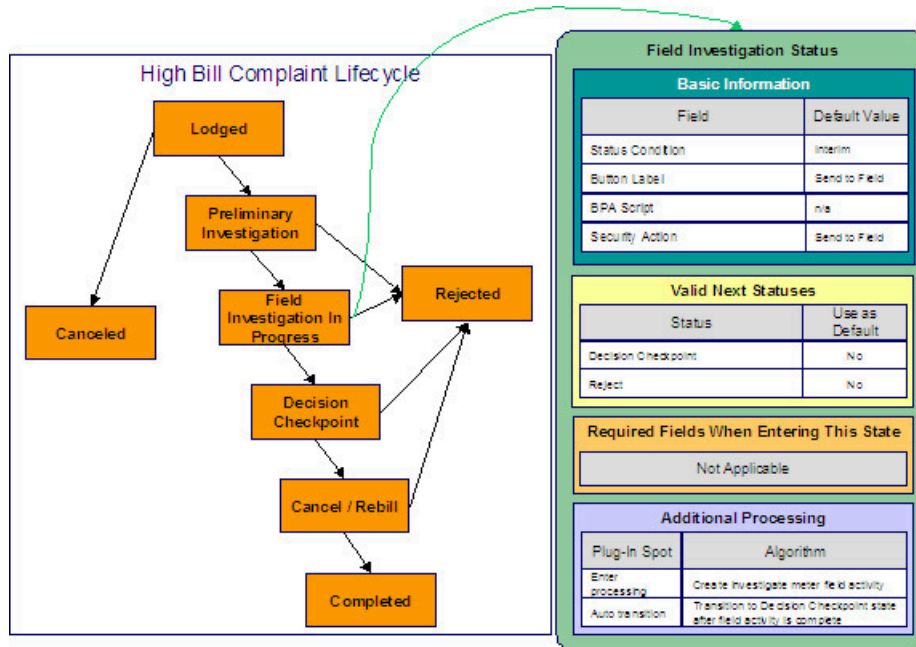 High Bill Complaint Lifecycle
Lodged
Preliminary
Investigation
Field
Investigation In
Progress
Rejected
Canceled
Decision
Checkpoint
Cancel / Rebill
Completed
Field Investigation Status
Basic Information
Field Default Value
Status Condition Interim
Button Label Send to Field
BPA Script n/a
Security Action Send to Field
Valid Next Statuses
Status Use as
Default
Decision Checkpoint No
Reject No
Required Fields When Entering This State
Not Applicable
Additional Processing
Plug-In Spot Algorithm
Enter
processing Create investigate meter field activity
Auto transition Transition to Decision Checkpoint state
after field activity is complete